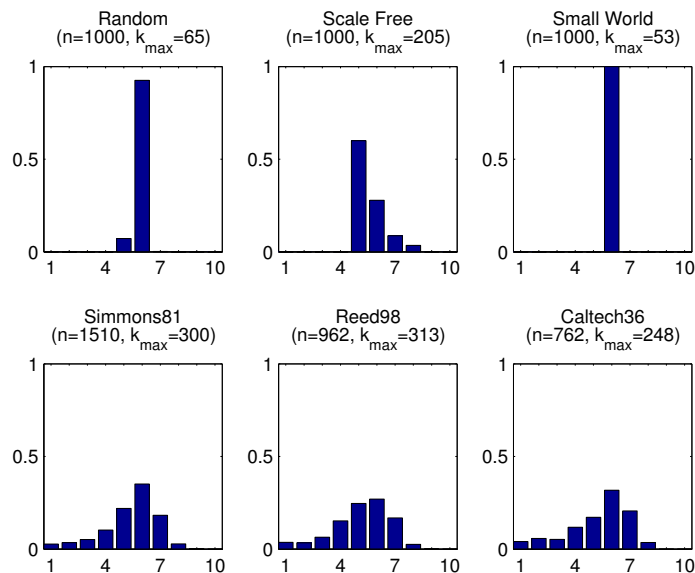 Random
(n=1000, k_max=65)
Scale Free
(n=1000, k_max=205)
Small World
(n=1000, k_max=53)
1
0.5
0
1 4 7 10
1
0.5
0
1 4 7 10
1
0.5
0
1 4 7 10
Simmons81
(n=1510, k_max=300)
Reed98
(n=962, k_max=313)
Caltech36
(n=762, k_max=248)
1
0.5
0
1 4 7 10
1
0.5
0
1 4 7 10
1
0.5
0
1 4 7 10